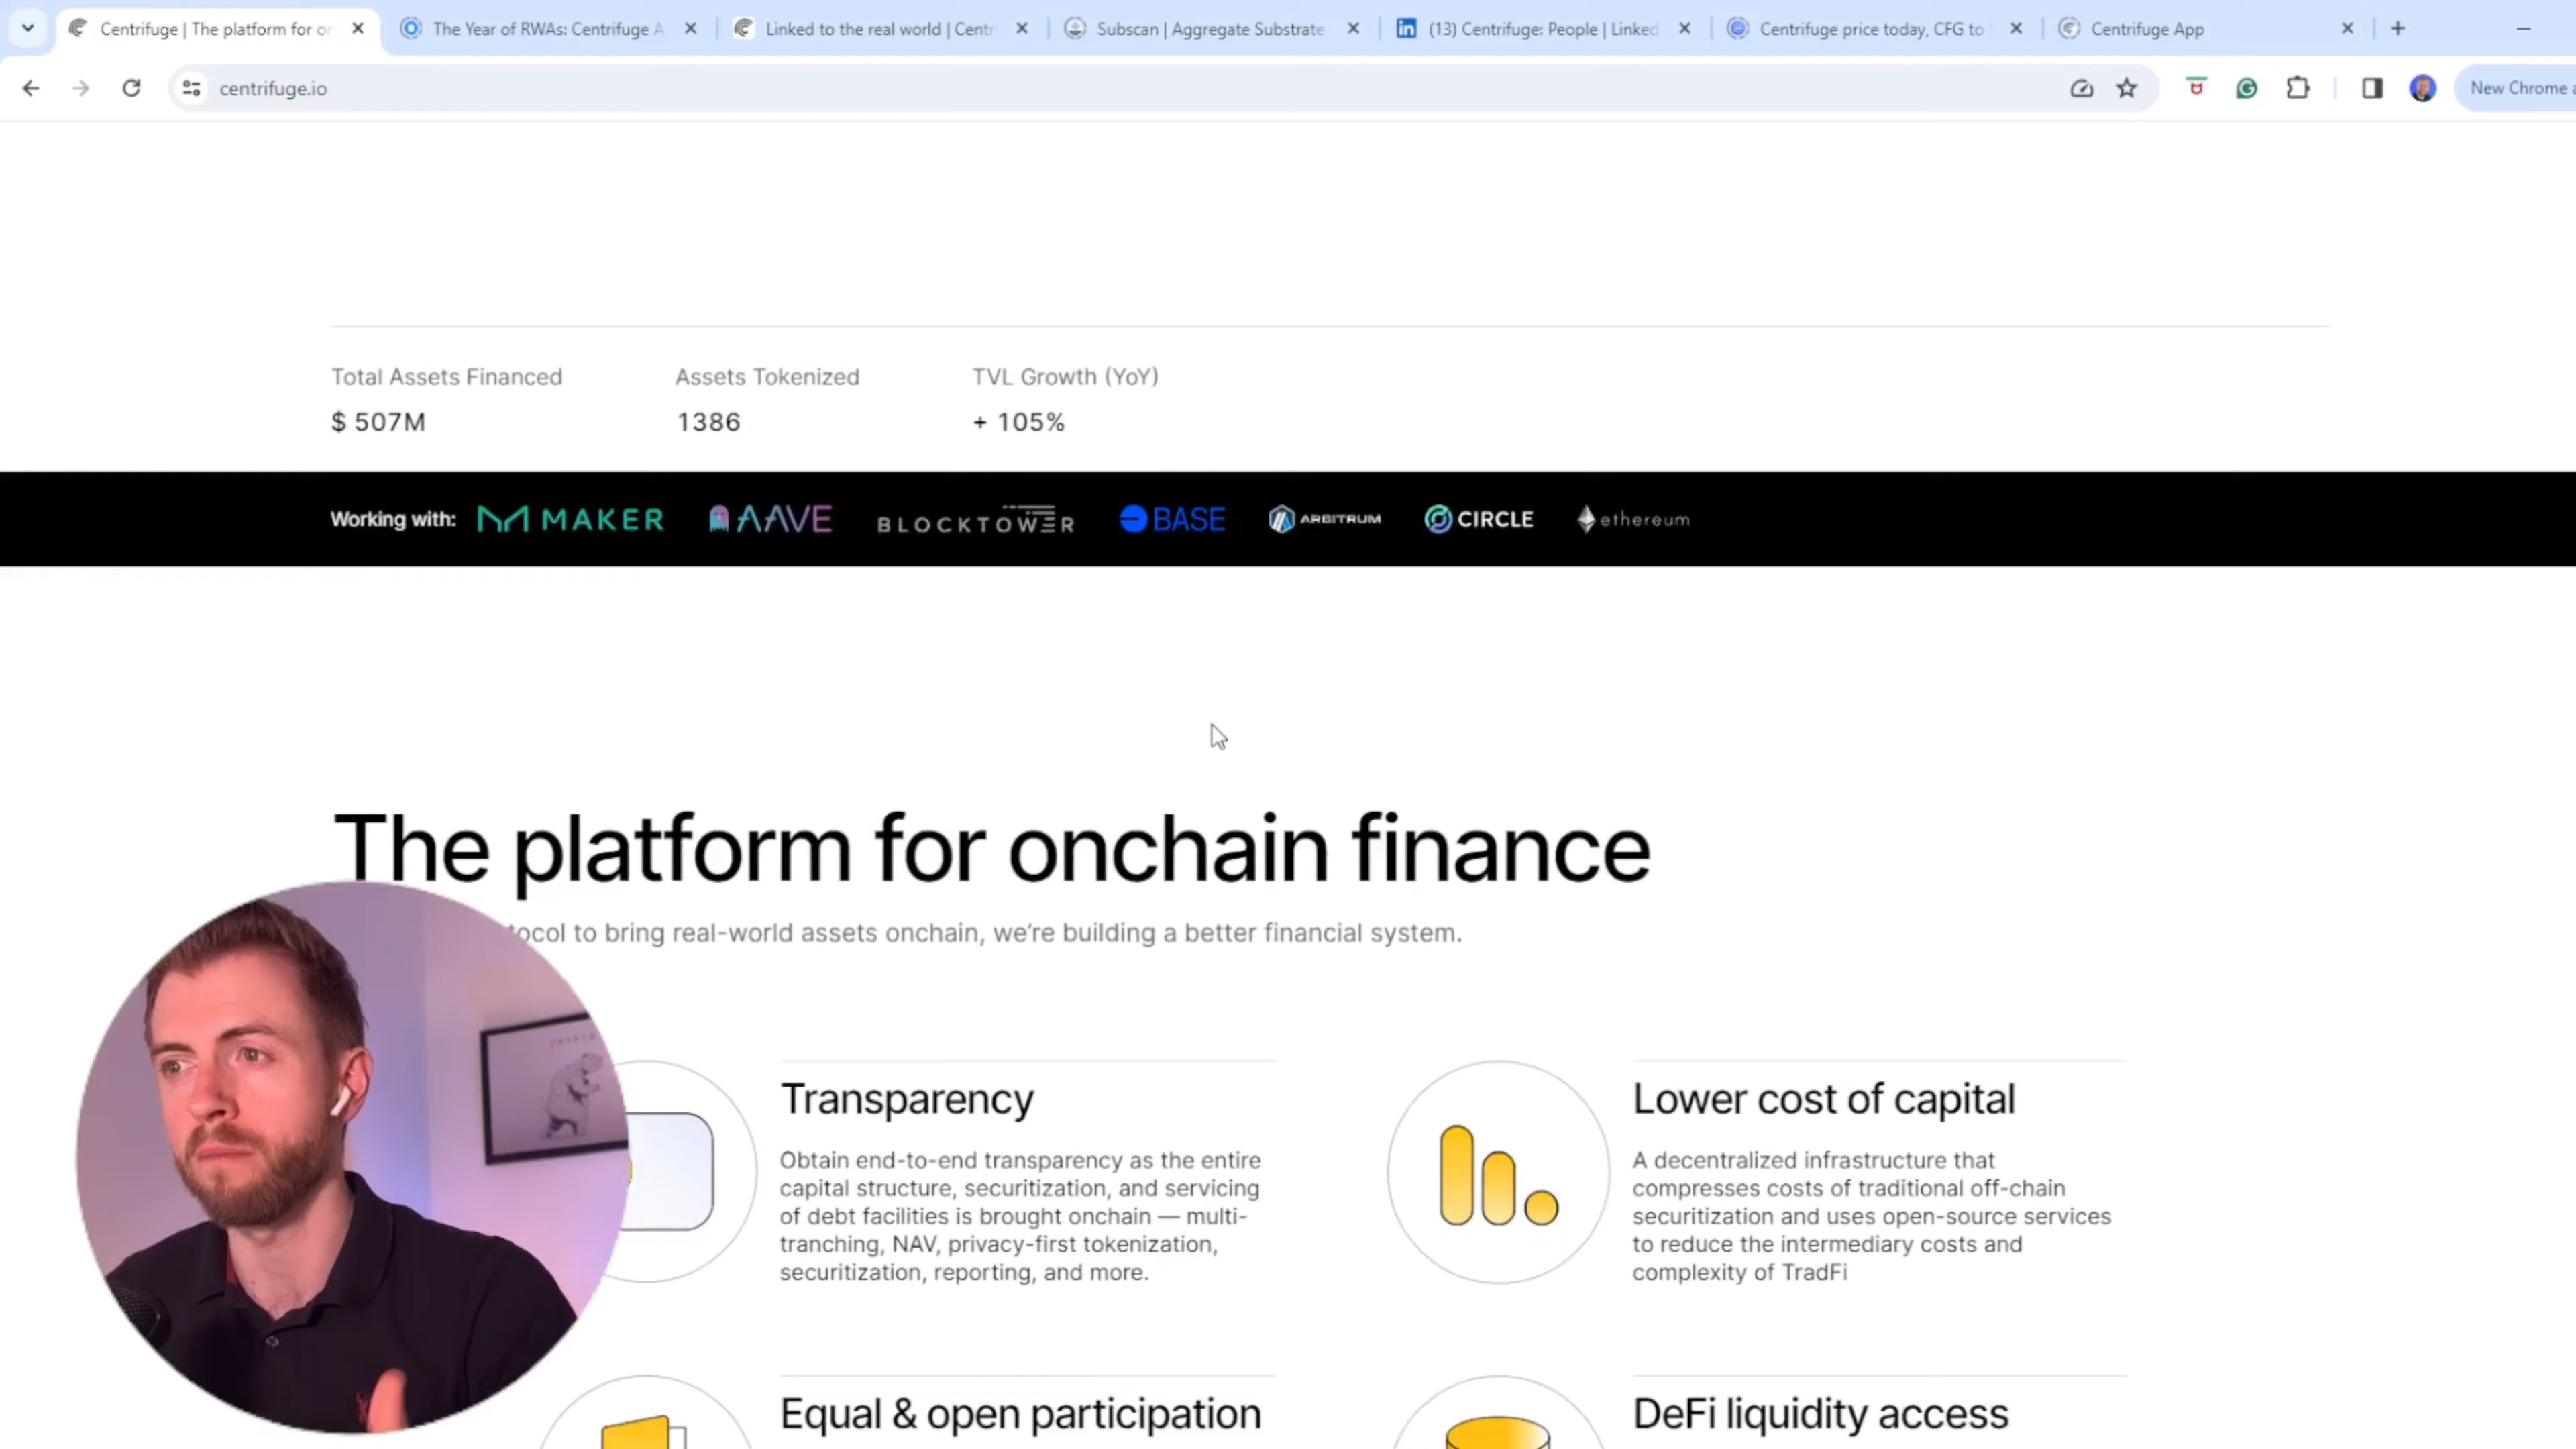 Centrifuge | The platform for or
The Year of RWAs: Centrifuge A
Linked to the real world | Centr
Subscan | Aggregate Substrate
(13) Centrifuge: People | Linked
Centrifuge price today, CFG to
Centrifuge App
centrifuge.io
New Chrome a
Total Assets Financed
Assets Tokenized
TVL Growth (YoY)
$ 507M
1386
+ 105%
Working with: MAKER AAVE BLOCKTOWER BASE ARBITRUM CIRCLE ethereum
The platform for onchain finance
tocol to bring real-world assets onchain, we're building a better financial system.
Transparency
Obtain end-to-end transparency as the entire
capital structure, securitization, and servicing
of debt facilities is brought onchain — multi-
tranching, NAV, privacy-first tokenization,
securitization, reporting, and more.
Lower cost of capital
A decentralized infrastructure that
compresses costs of traditional off-chain
securitization and uses open-source services
to reduce the intermediary costs and
complexity of TradFi
Equal & open participation
DeFi liquidity access